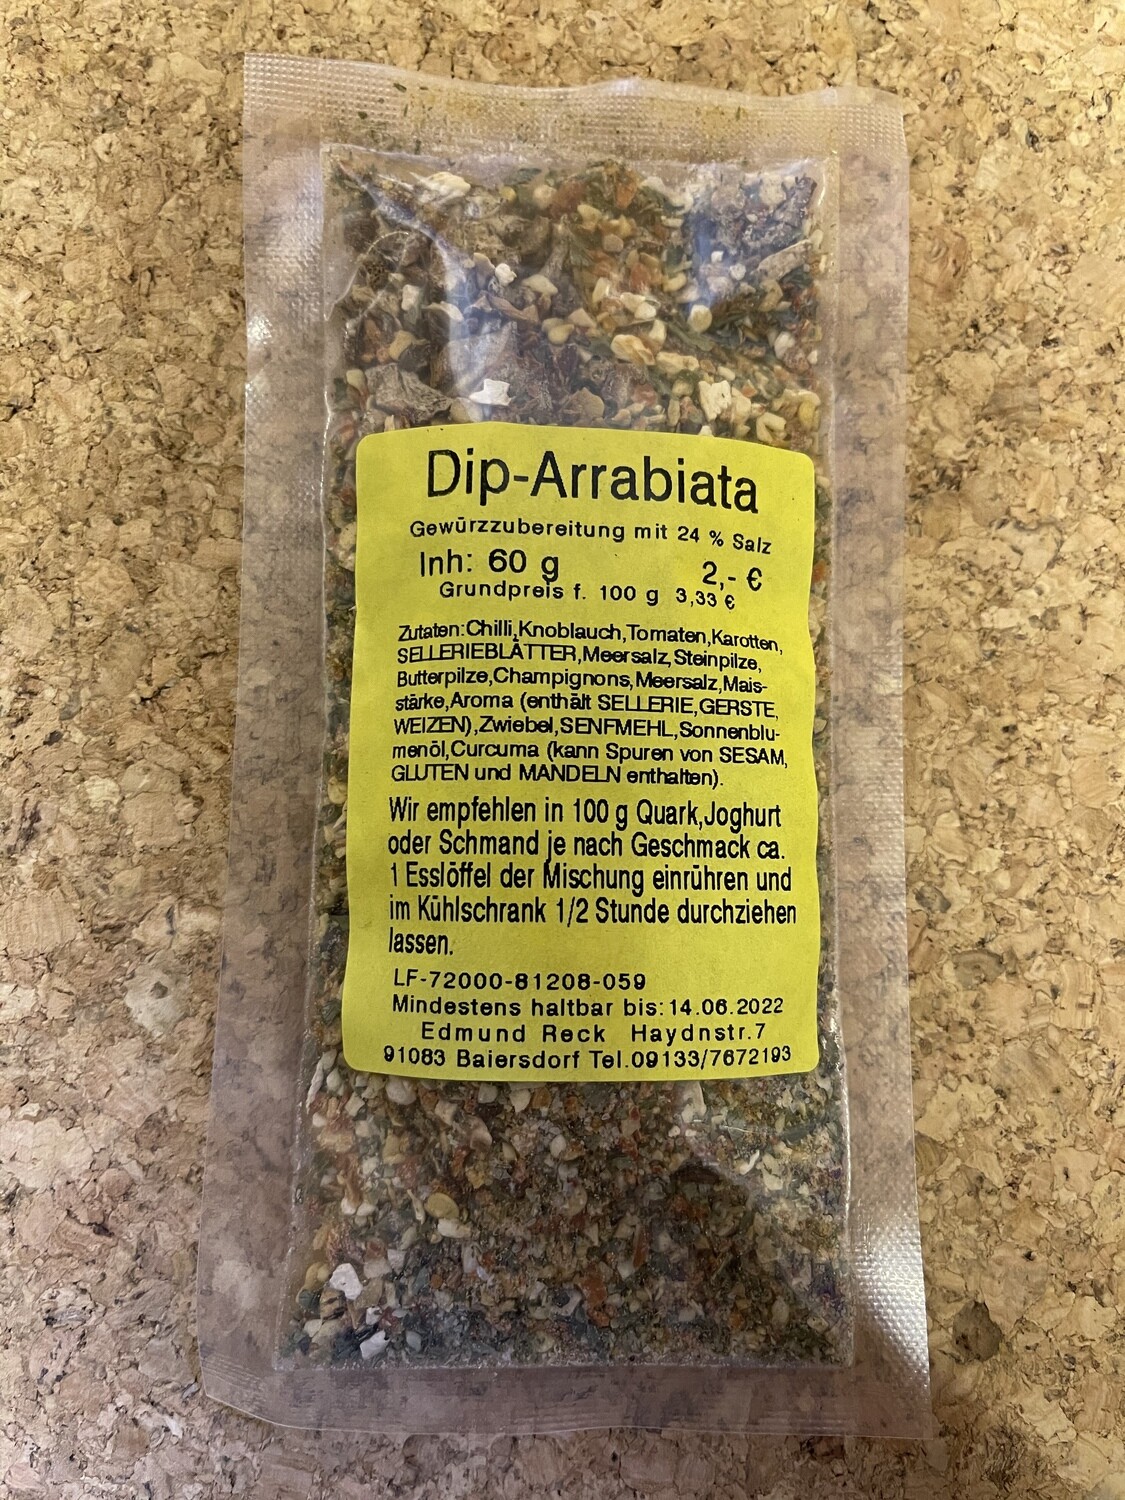 Dip-Arrabiata
Gewürzzubereitung mit 24 % Salz
Inh: 60 g 2,- €
Grundpreis f. 100 g 3,33 €
Zutaten:Chilli,Knoblauch,Tomaten,Karotten,
SELLERIEBLÄTTER,Meersalz,Steinpilze,
Butterpilze,Champignons,Meersalz,Mais-
stärke,Aroma (enthält SELLERIE,GERSTE,
WEIZEN),Zwiebel,SENFMEHL,Sonnenblu-
menöl,Curcuma (kann Spuren von SESAM,
GLUTEN und MANDELN enthalten).
Wir empfehlen in 100 g Quark,Joghurt
oder Schmand je nach Geschmack ca.
1 Esslöffel der Mischung einrühren und
im Kühlschrank 1/2 Stunde durchziehen
lassen.
LF-72000-81208-059
Mindestens haltbar bis:14.06.2022
Edmund Reck Haydnstr.7
91083 Baiersdorf Tel.09133/7672193